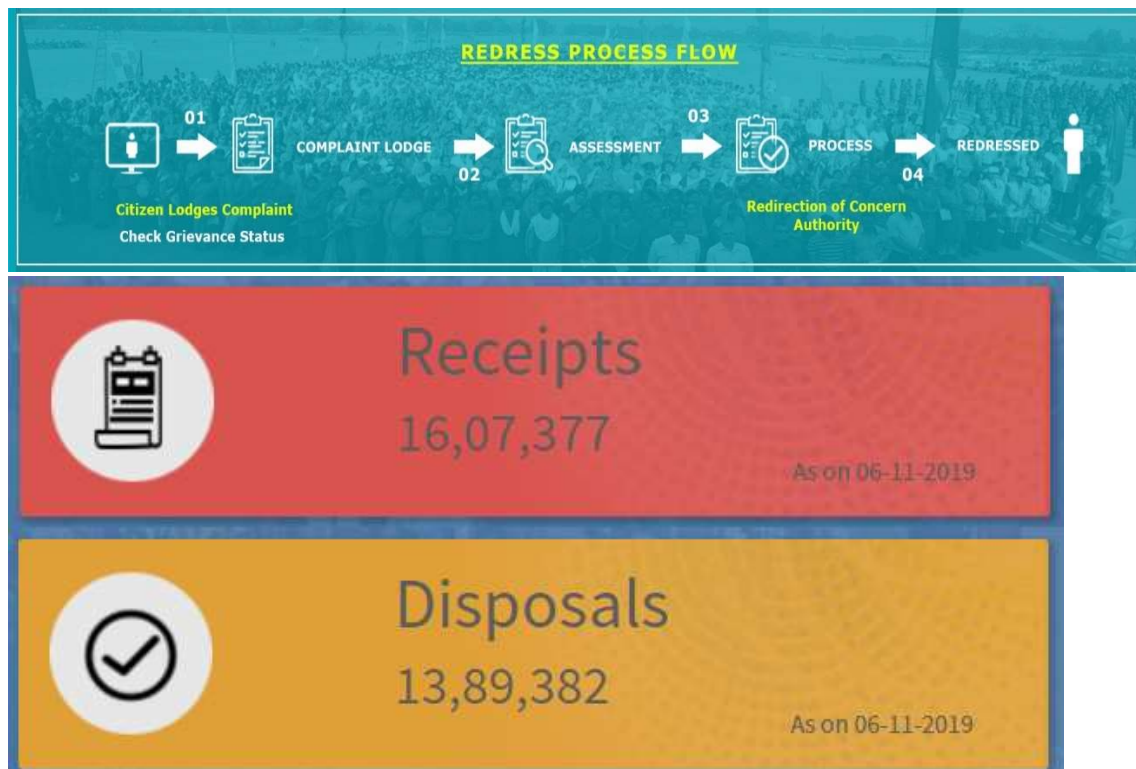 REDRESS PROCESS FLOW
01
COMPLAINT LODGE
02
ASSESSMENT
03
PROCESS
04
REDRESSED
Citizen Lodges Complaint
Check Grievance Status
Redirection of Concern
Authority
Receipts
16,07,377
As on 06-11-2019
Disposals
13,89,382
As on 06-11-2019